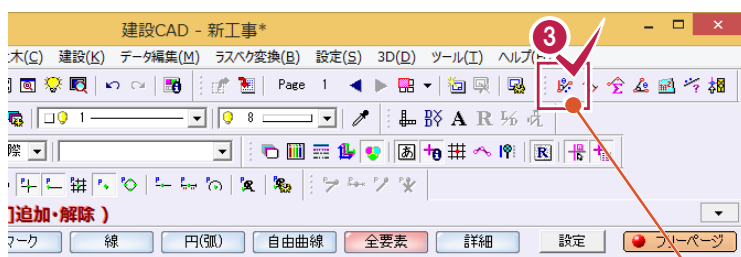 建設CAD - 新工事*
木(C) 建設(K) データ編集(M) ラスベク変換(B) 設定(S) 3D(D) ツール(T) ヘルプ(H)
3
Page 1
1
8
A R
際
あ R
]追加・解除 )
マーク 線 円(弧) 自由曲線 全要素 詳細 設定 フリーページ